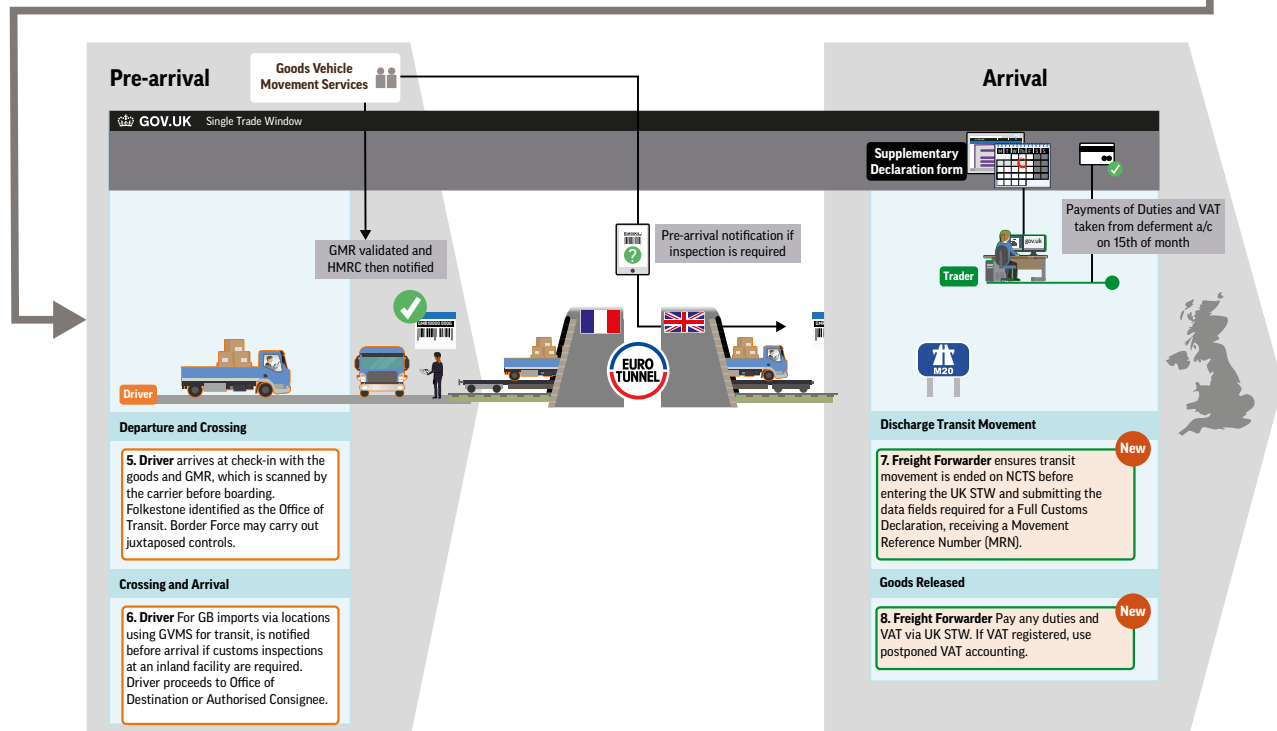 Pre-arrival
Goods Vehicle
Movement Services
Arrival
GOV.UK Single Trade Window
Supplementary
Declaration form
M T W T F S S
GMR validated and
HMRC then notified
Pre-arrival notification if
inspection is required
Payments of Duties and VAT
taken from deferment a/c
on 15th of month
gov.uk
Trader
EURO
TUNNEL
M20
Driver
Departure and Crossing
5. Driver arrives at check-in with the
goods and GMR, which is scanned by
the carrier before boarding.
Folkestone identified as the Office of
Transit. Border Force may carry out
juxtaposed controls.
Crossing and Arrival
6. Driver For GB imports via locations
using GVMS for transit, is notified
before arrival if customs inspections
at an inland facility are required.
Driver proceeds to Office of
Destination or Authorised Consignee.
Discharge Transit Movement
New
7. Freight Forwarder ensures transit
movement is ended on NCTS before
entering the UK STW and submitting the
data fields required for a Full Customs
Declaration, receiving a Movement
Reference Number (MRN).
Goods Released
New
8. Freight Forwarder Pay any duties and
VAT via UK STW. If VAT registered, use
postponed VAT accounting.